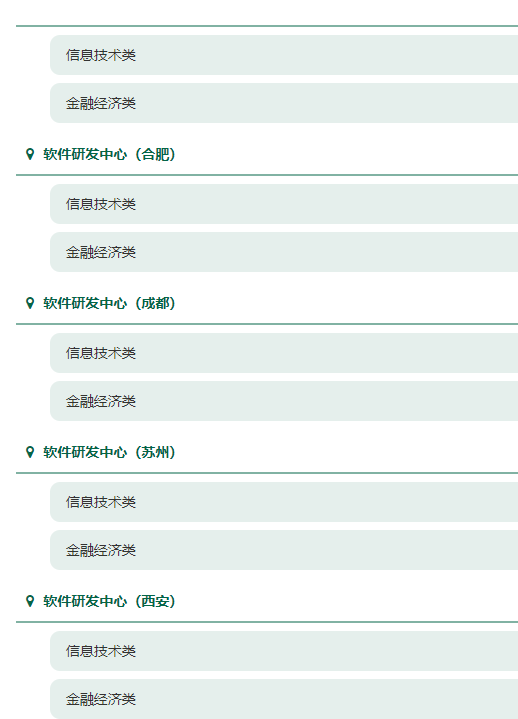 信息技术类
金融经济类
软件研发中心（合肥）
信息技术类
金融经济类
软件研发中心（成都）
信息技术类
金融经济类
软件研发中心（苏州）
信息技术类
金融经济类
软件研发中心（西安）
信息技术类
金融经济类